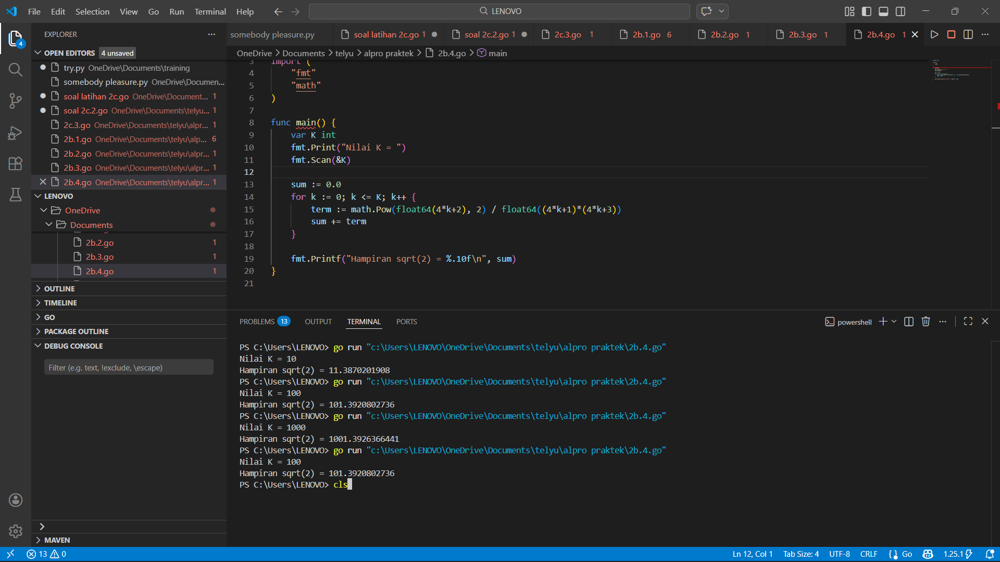 File Edit Selection View Go Run Terminal Help
LENOVO
EXPLORER
OPEN EDITORS 4 unsaved
try.py OneDrive\Documents\training
somebody pleasure.py OneDrive\Documen...
soal latihan 2c.go OneDrive\Document... 1
soal 2c.2.go OneDrive\Documents\telyu... 1
2c.3.go OneDrive\Documents\telyu\alpr... 1
2b.1.go OneDrive\Documents\telyu\alp... 6
2b.2.go OneDrive\Documents\telyu\alpr... 1
2b.3.go OneDrive\Documents\telyu\alpr... 1
2b.4.go OneDrive\Documents\telyu\alpr... 1
LENOVO
OneDrive
Documents
2b.2.go 1
2b.3.go 1
2b.4.go 1
OUTLINE
TIMELINE
GO
PACKAGE OUTLINE
DEBUG CONSOLE
Filter (e.g. text, !exclude, \escape)
MAVEN
4
somebody pleasure.py soal latihan 2c.go 1 soal 2c.2.go 1 2c.3.go 1 2b.1.go 6 2b.2.go 1 2b.3.go 1 2b.4.go 1
OneDrive > Documents > telyu > alpro praktek > 2b.4.go > main
3 import (
4 "fmt"
5 "math"
6 )
7
8 func main() {
9 var K int
10 fmt.Print("Nilai K = ")
11 fmt.Scan(&K)
12
13 sum := 0.0
14 for k := 0; k <= K; k++ {
15 term := math.Pow(float64(4*k+2), 2) / float64((4*k+1)*(4*k+3))
16 sum += term
17 }
18
19 fmt.Printf("Hampiran sqrt(2) = %.10f\n", sum)
20 }
21
PROBLEMS 13 OUTPUT TERMINAL PORTS
powershell
PS C:\Users\LENOVO> go run "c:\Users\LENOVO\OneDrive\Documents\telyu\alpro praktek\2b.4.go"
Nilai K = 10
Hampiran sqrt(2) = 11.3870201908
PS C:\Users\LENOVO> go run "c:\Users\LENOVO\OneDrive\Documents\telyu\alpro praktek\2b.4.go"
Nilai K = 100
Hampiran sqrt(2) = 101.3920802736
PS C:\Users\LENOVO> go run "c:\Users\LENOVO\OneDrive\Documents\telyu\alpro praktek\2b.4.go"
Nilai K = 1000
Hampiran sqrt(2) = 1001.3926366441
PS C:\Users\LENOVO> go run "c:\Users\LENOVO\OneDrive\Documents\telyu\alpro praktek\2b.4.go"
Nilai K = 100
Hampiran sqrt(2) = 101.3920802736
PS C:\Users\LENOVO> cls
13 0
Ln 12, Col 1 Tab Size: 4 UTF-8 CRLF { } Go 1.25.1